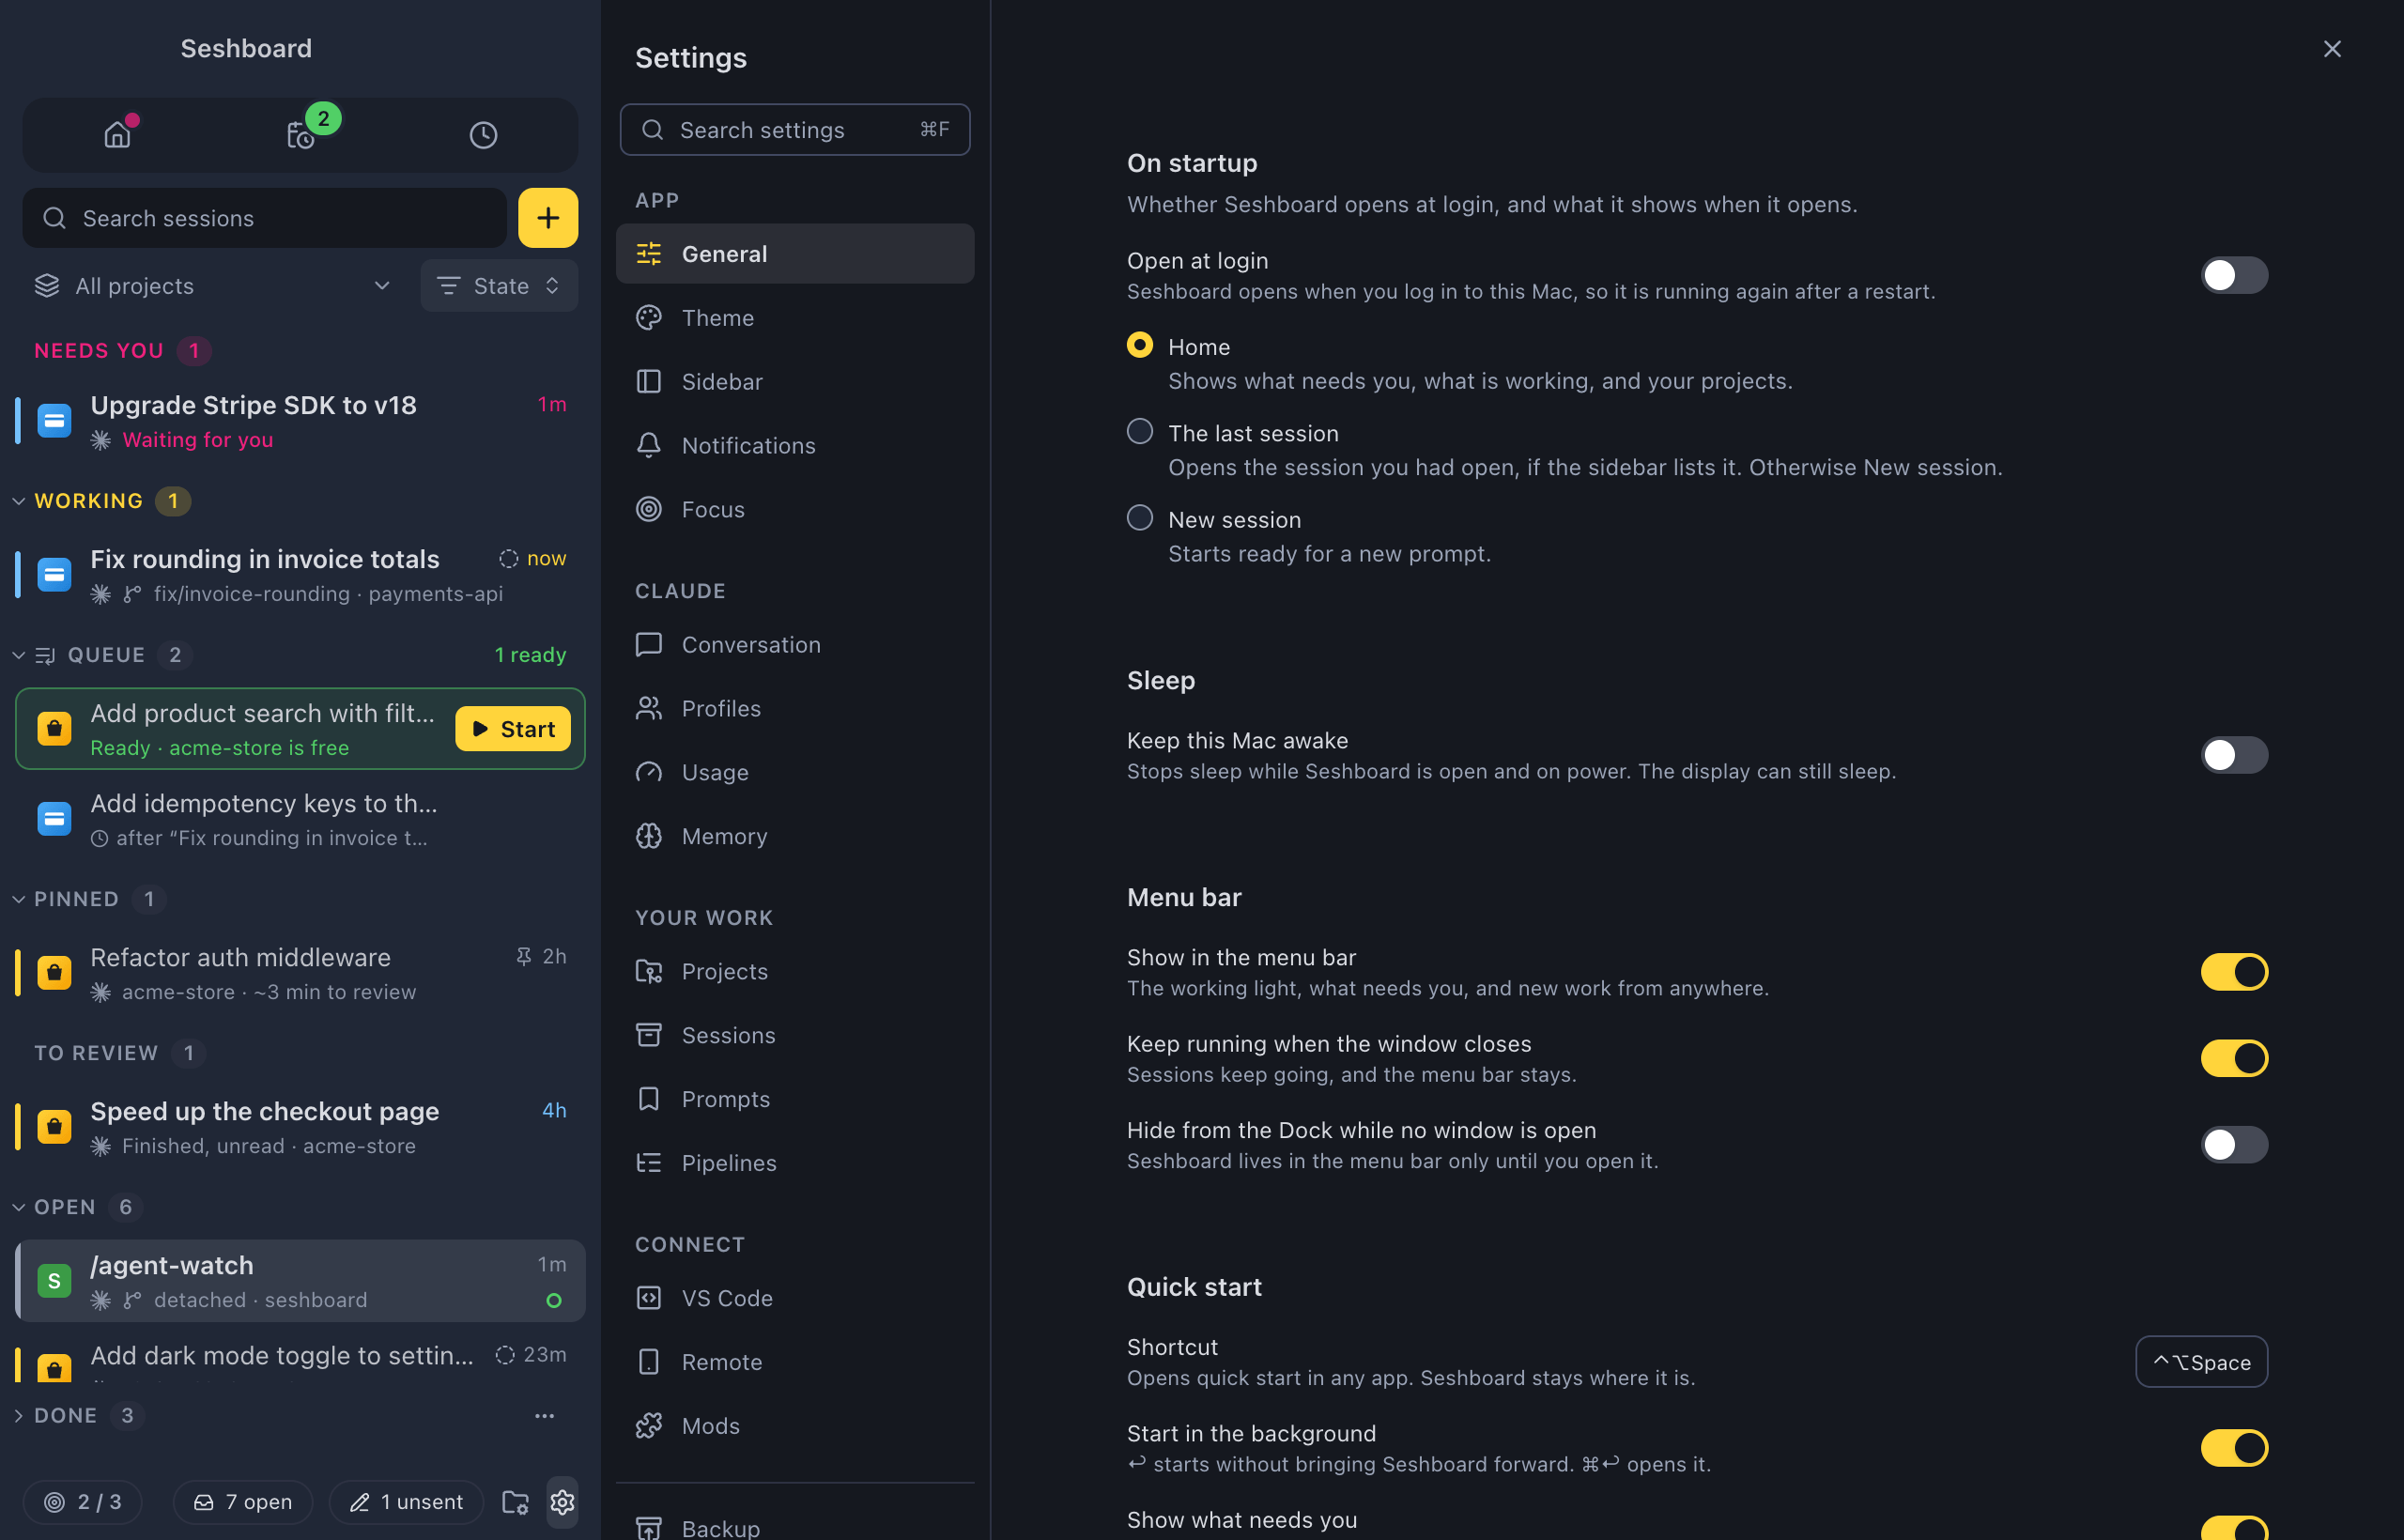 Seshboard
2
Search sessions
All projects
State
NEEDS YOU 1
Upgrade Stripe SDK to v18 1m
Waiting for you
WORKING 1
Fix rounding in invoice totals now
fix/invoice-rounding · payments-api
QUEUE 2 1 ready
Add product search with filt...
Ready · acme-store is free
Start
Add idempotency keys to th...
after “Fix rounding in invoice t...
PINNED 1
Refactor auth middleware 2h
acme-store · ~3 min to review
TO REVIEW 1
Speed up the checkout page 4h
Finished, unread · acme-store
OPEN 6
S
/agent-watch 1m
detached · seshboard
Add dark mode toggle to settin... 23m
DONE 3
2 / 3
7 open
1 unsent
Settings
Search settings ⌘F
APP
General
Theme
Sidebar
Notifications
Focus
CLAUDE
Conversation
Profiles
Usage
Memory
YOUR WORK
Projects
Sessions
Prompts
Pipelines
CONNECT
VS Code
Remote
Mods
Backup
On startup
Whether Seshboard opens at login, and what it shows when it opens.
Open at login
Seshboard opens when you log in to this Mac, so it is running again after a restart.
Home
Shows what needs you, what is working, and your projects.
The last session
Opens the session you had open, if the sidebar lists it. Otherwise New session.
New session
Starts ready for a new prompt.
Sleep
Keep this Mac awake
Stops sleep while Seshboard is open and on power. The display can still sleep.
Menu bar
Show in the menu bar
The working light, what needs you, and new work from anywhere.
Keep running when the window closes
Sessions keep going, and the menu bar stays.
Hide from the Dock while no window is open
Seshboard lives in the menu bar only until you open it.
Quick start
Shortcut
Opens quick start in any app. Seshboard stays where it is.
⌃⌥Space
Start in the background
↩ starts without bringing Seshboard forward. ⌘↩ opens it.
Show what needs you